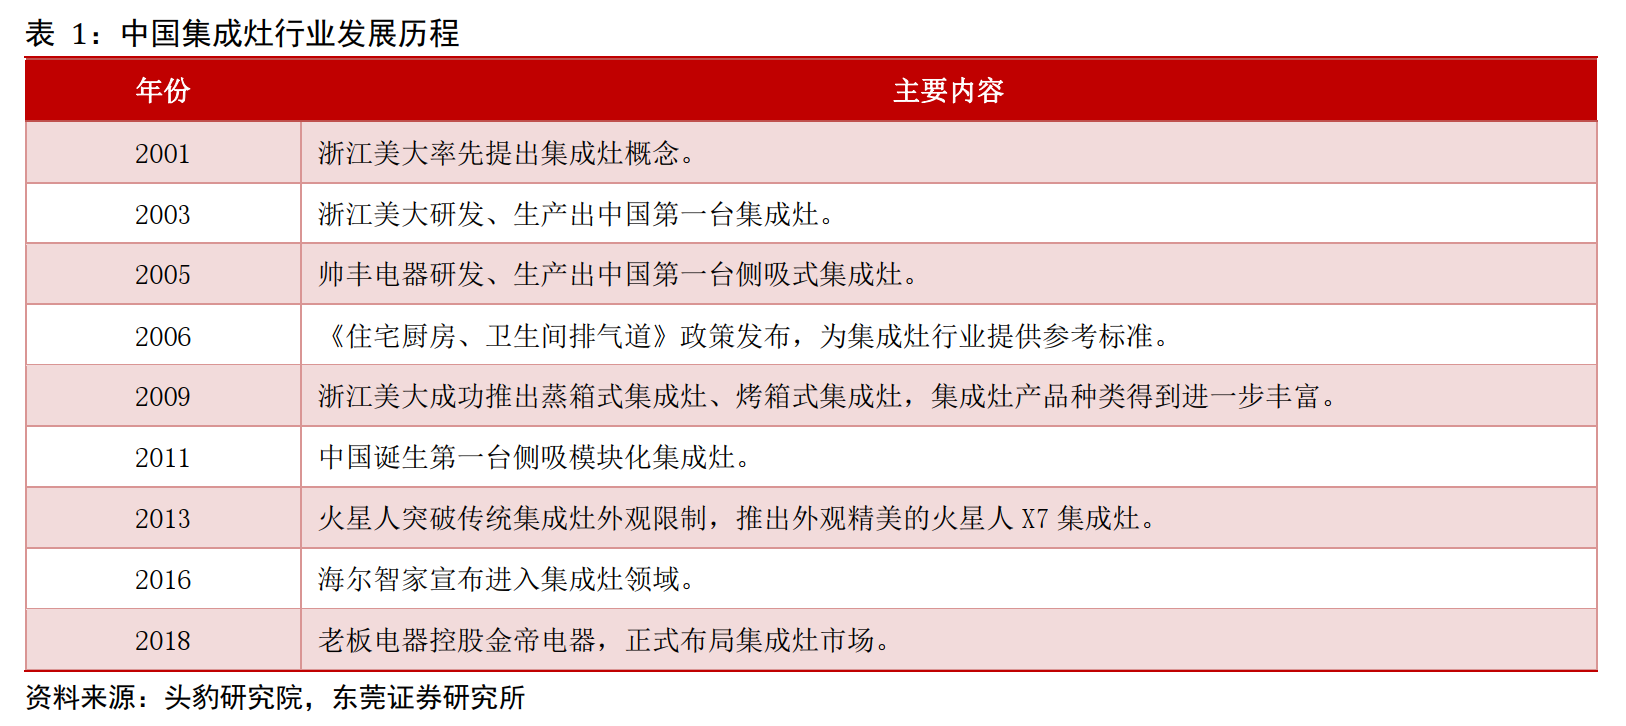 表 1：中国集成灶行业发展历程
年份 主要内容
2001 浙江美大率先提出集成灶概念。
2003 浙江美大研发、生产出中国第一台集成灶。
2005 帅丰电器研发、生产出中国第一台侧吸式集成灶。
2006 《住宅厨房、卫生间排气道》政策发布，为集成灶行业提供参考标准。
2009 浙江美大成功推出蒸箱式集成灶、烤箱式集成灶，集成灶产品种类得到进一步丰富。
2011 中国诞生第一台侧吸模块化集成灶。
2013 火星人突破传统集成灶外观限制，推出外观精美的火星人 X7 集成灶。
2016 海尔智家宣布进入集成灶领域。
2018 老板电器控股金帝电器，正式布局集成灶市场。
资料来源：头豹研究院，东莞证券研究所